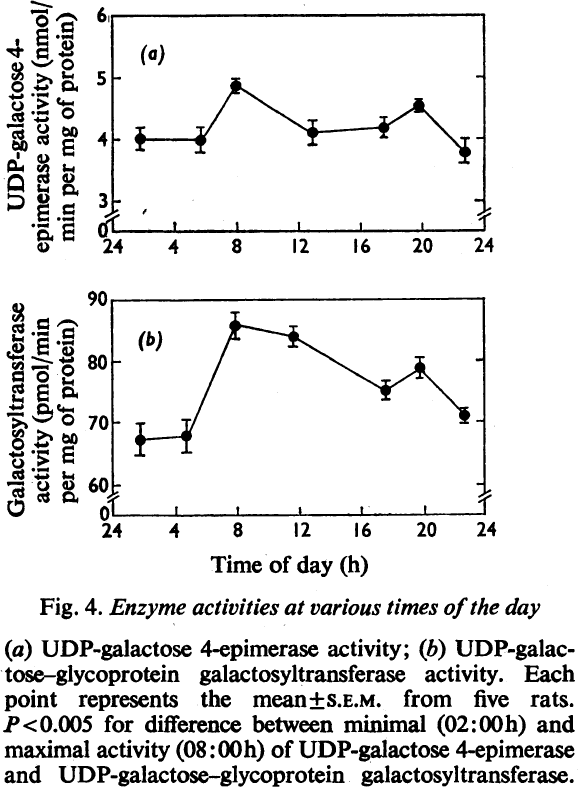 UDP-galactose 4-
epimerase activity (nmol/
min per mg of protein)
6
5
4
3
0
(a)
24 4 8 12 16 20 24
Galactosyltransferase
activity (pmol/min
per mg of protein)
90
80
70
60
0
(b)
24 4 8 12 16 20 24
Time of day (h)
Fig. 4. Enzyme activities at various times of the day
(a) UDP-galactose 4-epimerase activity; (b) UDP-galac-
tose–glycoprotein galactosyltransferase activity. Each
point represents the mean±S.E.M. from five rats.
P<0.005 for difference between minimal (02:00h) and
maximal activity (08:00h) of UDP-galactose 4-epimerase
and UDP-galactose–glycoprotein galactosyltransferase.